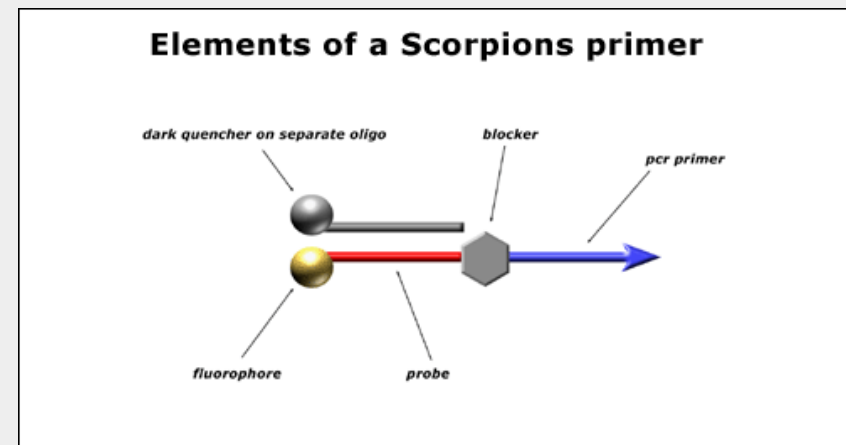 Elements of a Scorpions primer
dark quencher on separate oligo
blocker
pcr primer
fluorophore
probe